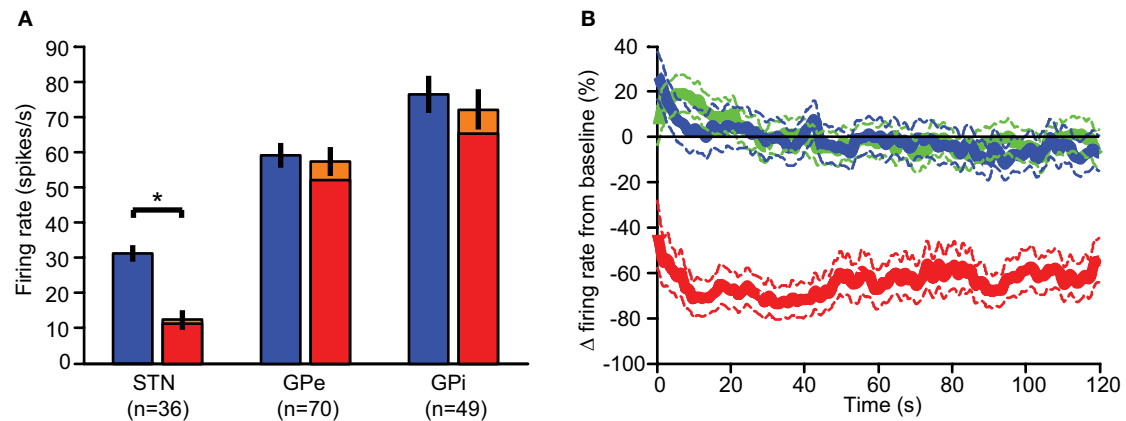 A
Firing rate (spikes/s)
90
80
70
60
50
40
30
20
10
0
*
STN GPe GPi
(n=36) (n=70) (n=49)
B
Δ firing rate from baseline (%)
40
20
0
-20
-40
-60
-80
-100
0 20 40 60 80 100 120
Time (s)